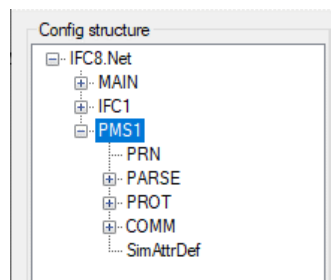 Config structure
IFC8.Net
MAIN
IFC1
PMS1
PRN
PARSE
PROT
COMM
SimAttrDef